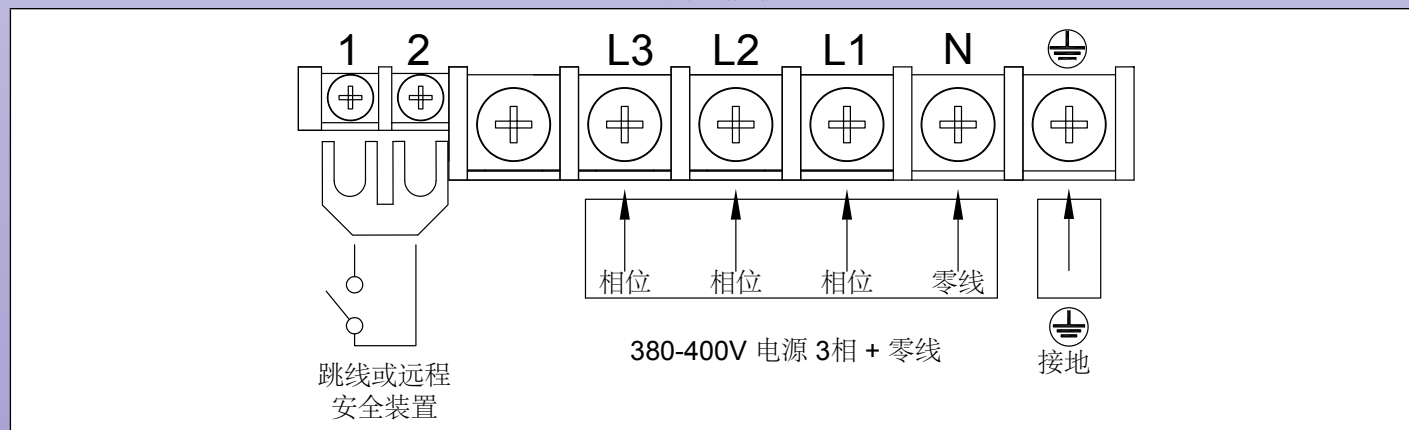 1 2 L3 L2 L1 N
相位 相位 相位 零线
380-400V 电源 3相 + 零线
接地
跳线或远程
安全装置